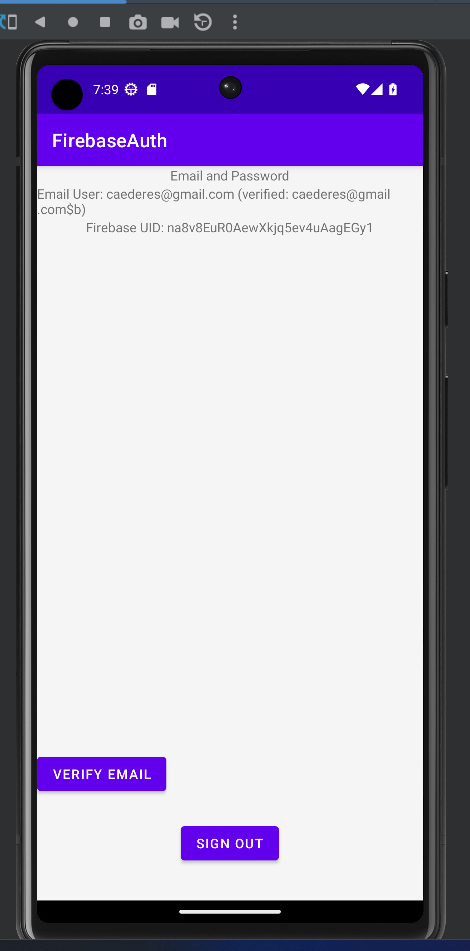 7:39
FirebaseAuth
Email and Password
Email User: caederes@gmail.com (verified: caederes@gmail
.com$b)
Firebase UID: na8v8EuR0AewXkjq5ev4uAagEGy1
VERIFY EMAIL
SIGN OUT